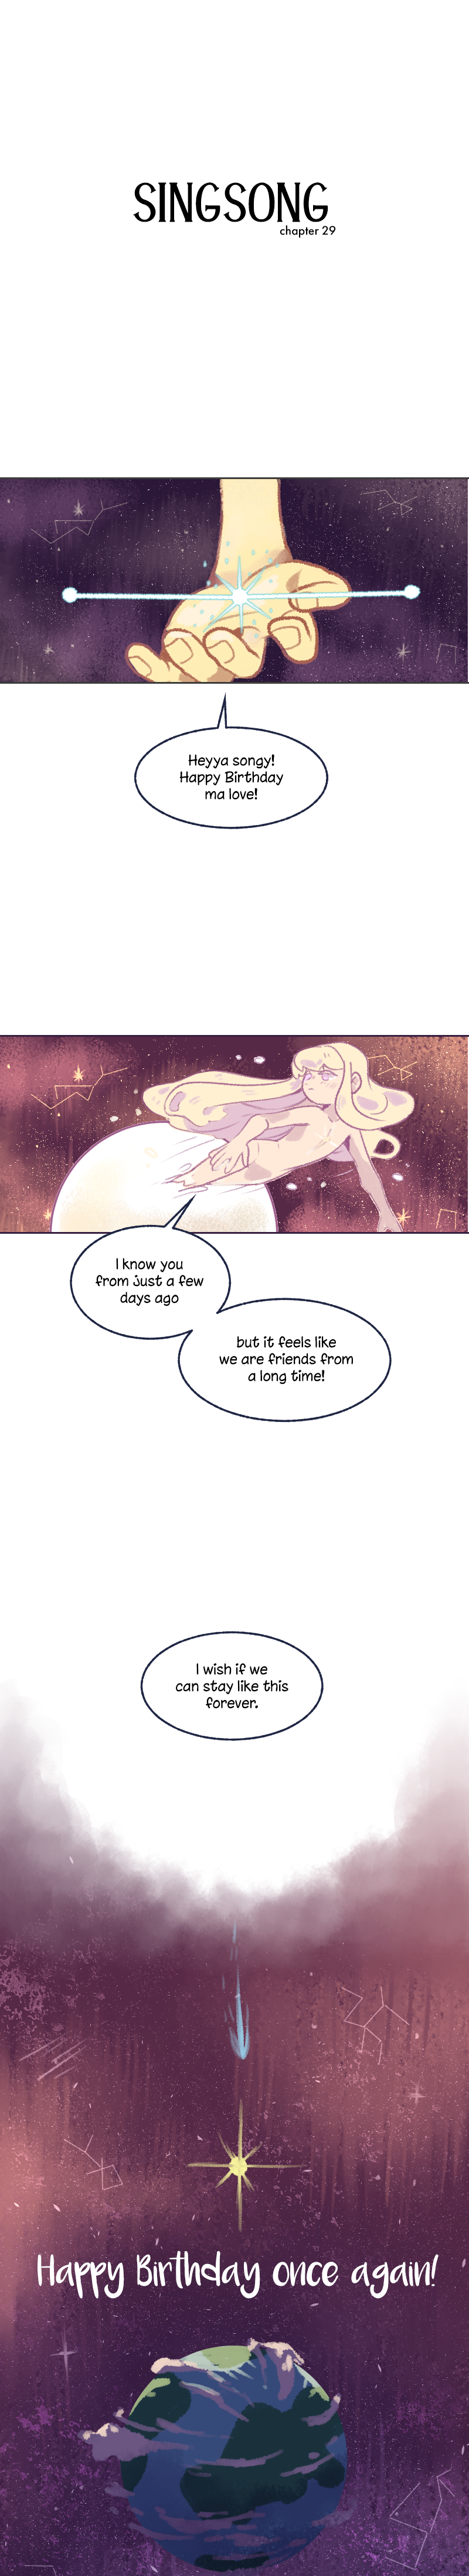 SINGSONG
chapter 29
Heyya songy!
Happy Birthday
ma love!
I know you
from just a few
days ago
but it feels like
we are friends from
a long time!
I wish if we
can stay like this
forever.
Happy Birthday once again!